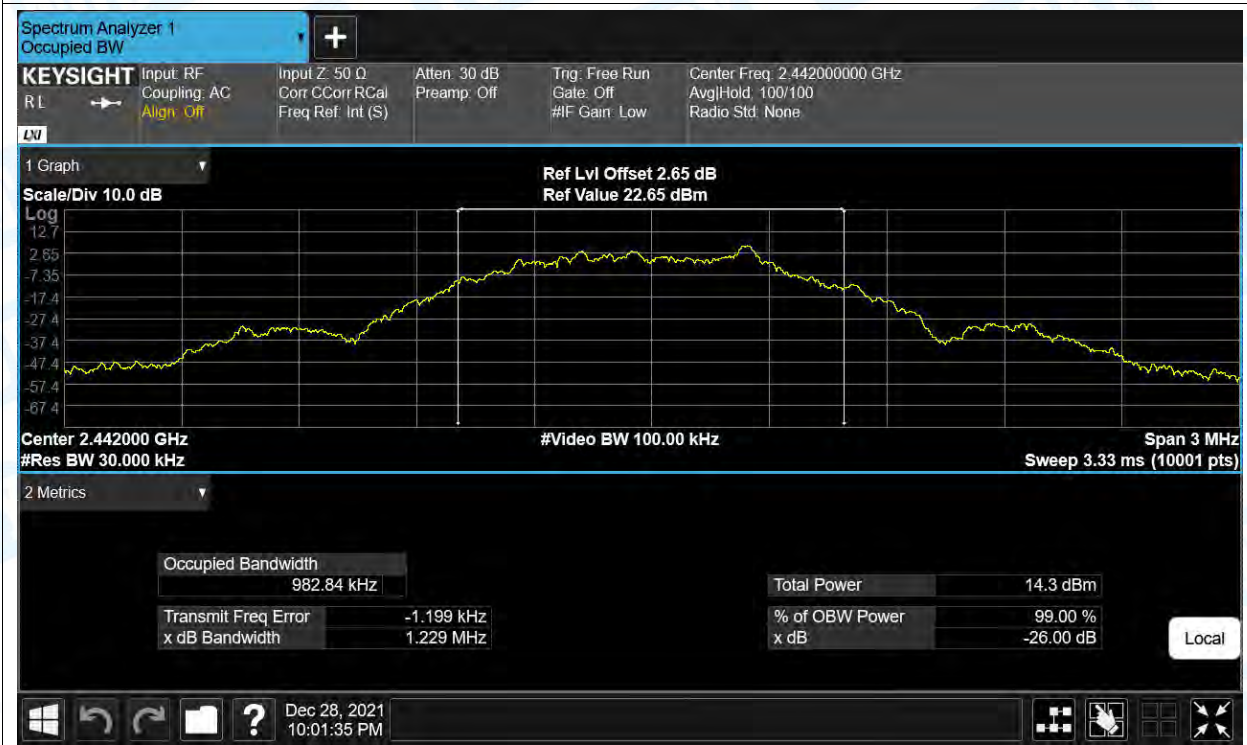 Spectrum Analyzer 1
Occupied BW
KEYSIGHT
R L
LXI
Input: RF
Coupling: AC
Align: Off
Input Z: 50 Ω
Corr CCorr RCal
Freq Ref: Int (S)
Atten: 30 dB
Preamp: Off
Trig: Free Run
Gate: Off
#IF Gain: Low
Center Freq: 2.442000000 GHz
Avg|Hold: 100/100
Radio Std: None
1 Graph
Scale/Div 10.0 dB
Ref Lvl Offset 2.65 dB
Ref Value 22.65 dBm
Log
12.7
2.65
-7.35
-17.4
-27.4
-37.4
-47.4
-57.4
-67.4
Center 2.442000 GHz
#Video BW 100.00 kHz
Span 3 MHz
#Res BW 30.000 kHz
Sweep 3.33 ms (10001 pts)
2 Metrics
Occupied Bandwidth
982.84 kHz
Total Power 14.3 dBm
Transmit Freq Error -1.199 kHz
% of OBW Power 99.00 %
x dB Bandwidth 1.229 MHz
x dB -26.00 dB
Local
?
Dec 28, 2021
10:01:35 PM